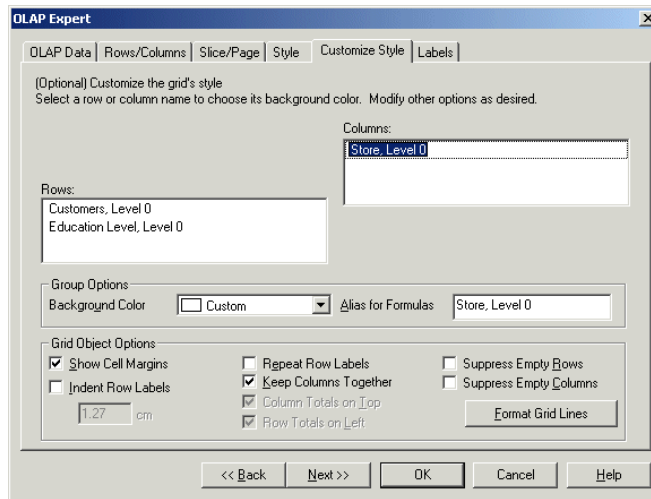 OLAP Expert
OLAP Data Rows/Columns Slice/Page Style Customize Style Labels
(Optional) Customize the grid's style
Select a row or column name to choose its background color. Modify other options as desired.
Columns:
Store, Level 0
Rows:
Customers, Level 0
Education Level, Level 0
Group Options
Background Color Custom Alias for Formulas Store, Level 0
Grid Object Options
Show Cell Margins Repeat Row Labels Suppress Empty Rows
Indent Row Labels Keep Columns Together Suppress Empty Columns
1.27 cm Column Totals on Top Format Grid Lines
Row Totals on Left
<< Back Next >> OK Cancel Help